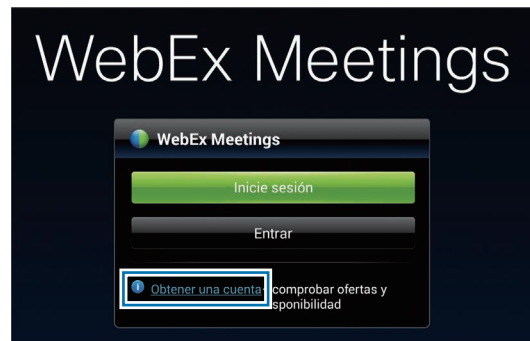 WebEx Meetings
WebEx Meetings
Inicie sesión
Entrar
Obtener una cuenta comprobar ofertas y
sponibilidad